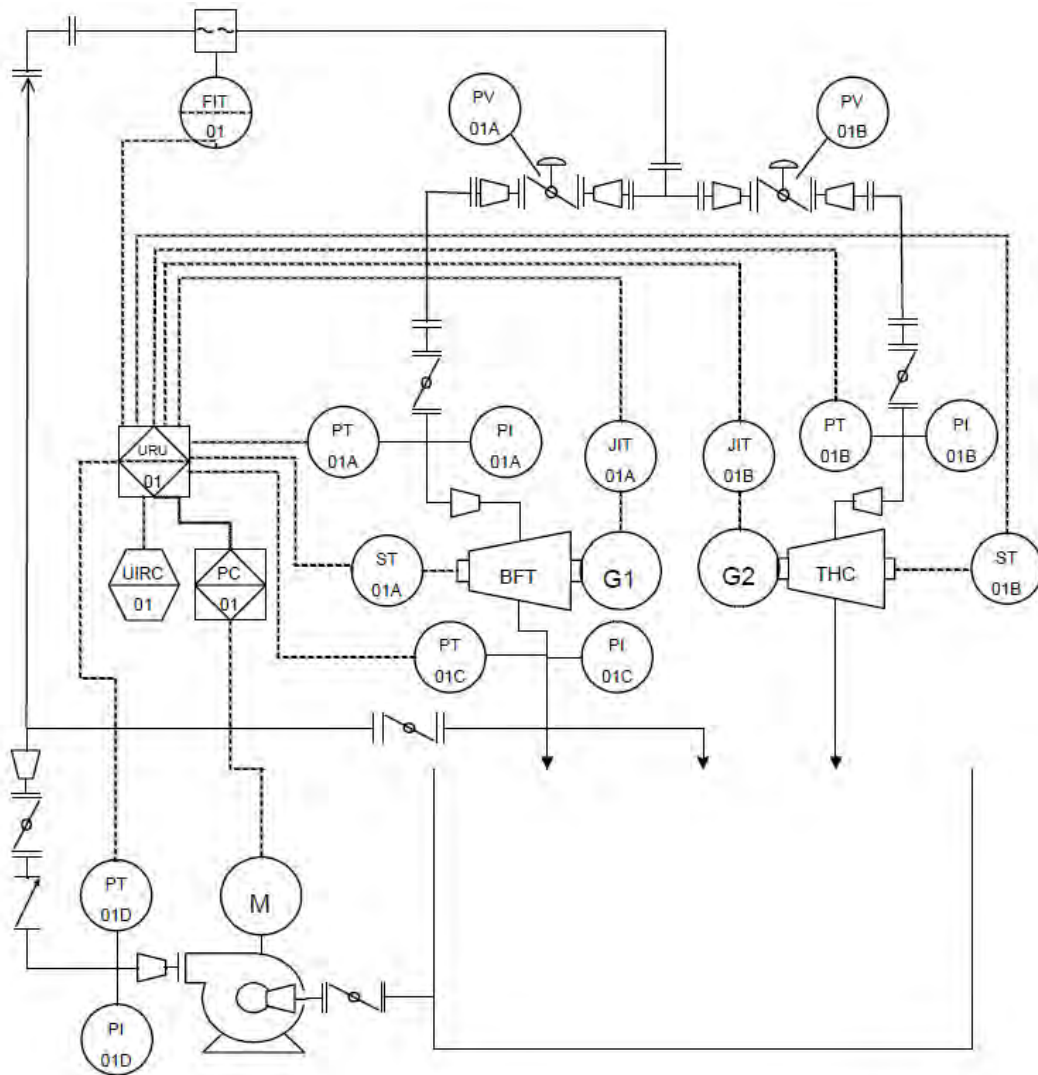 FIT
01
PV
01A
PV
01B
URU
01
PT
01A
PI
01A
JIT
01A
JIT
01B
PT
01B
PI
01B
UIRC
01
PC
01
ST
01A
BFT
G1
G2
THC
ST
01B
PT
01C
PI
01C
PT
01D
M
PI
01D